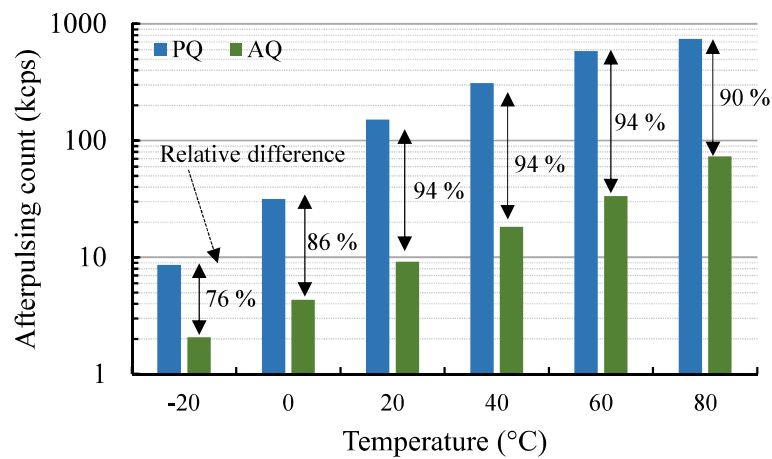 1000
100
10
1
Afterpulsing count (kcps)
PQ AQ
Relative difference
76 %
86 %
94 %
94 %
94 %
90 %
-20 0 20 40 60 80
Temperature (°C)